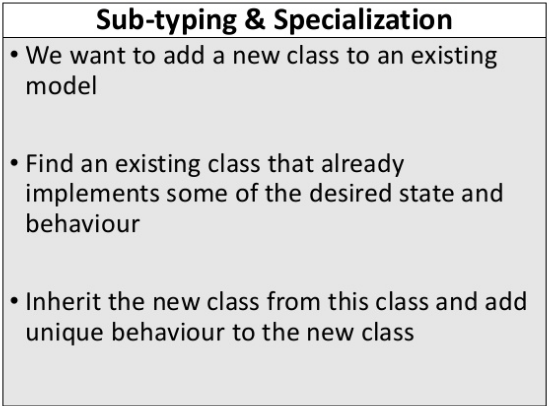 Sub-typing & Specialization
• We want to add a new class to an existing
model
• Find an existing class that already
implements some of the desired state and
behaviour
• Inherit the new class from this class and add
unique behaviour to the new class